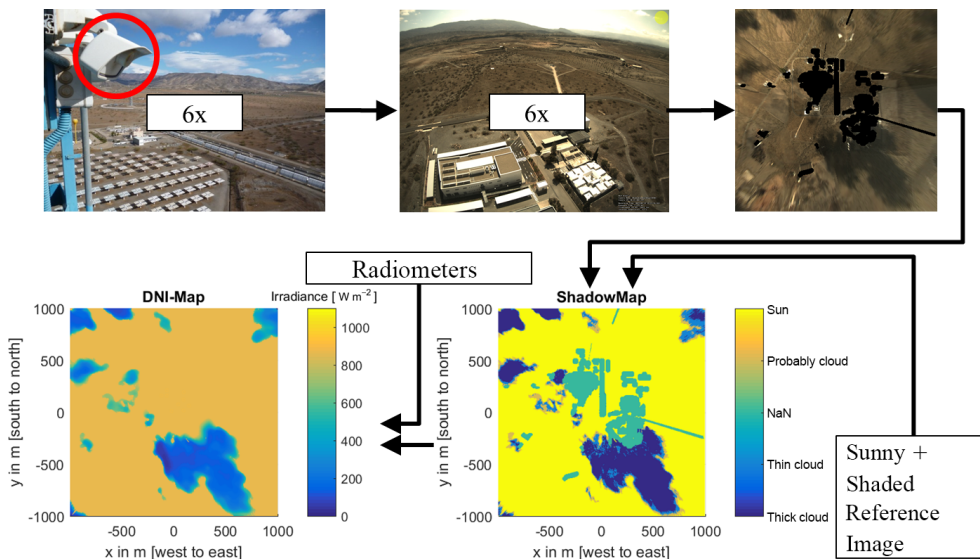 6x
6x
Radiometers
DNI-Map
Irradiance [ W m⁻²]
1000
500
0
-500
-1000
y in m [south to north]
-500
0
500
1000
x in m [west to east]
1000
800
600
400
200
0
ShadowMap
1000
500
0
-500
-1000
y in m [south to north]
-500
0
500
1000
x in m [west to east]
Sun
Probably cloud
NaN
Thin cloud
Thick cloud
Sunny +
Shaded
Reference
Image